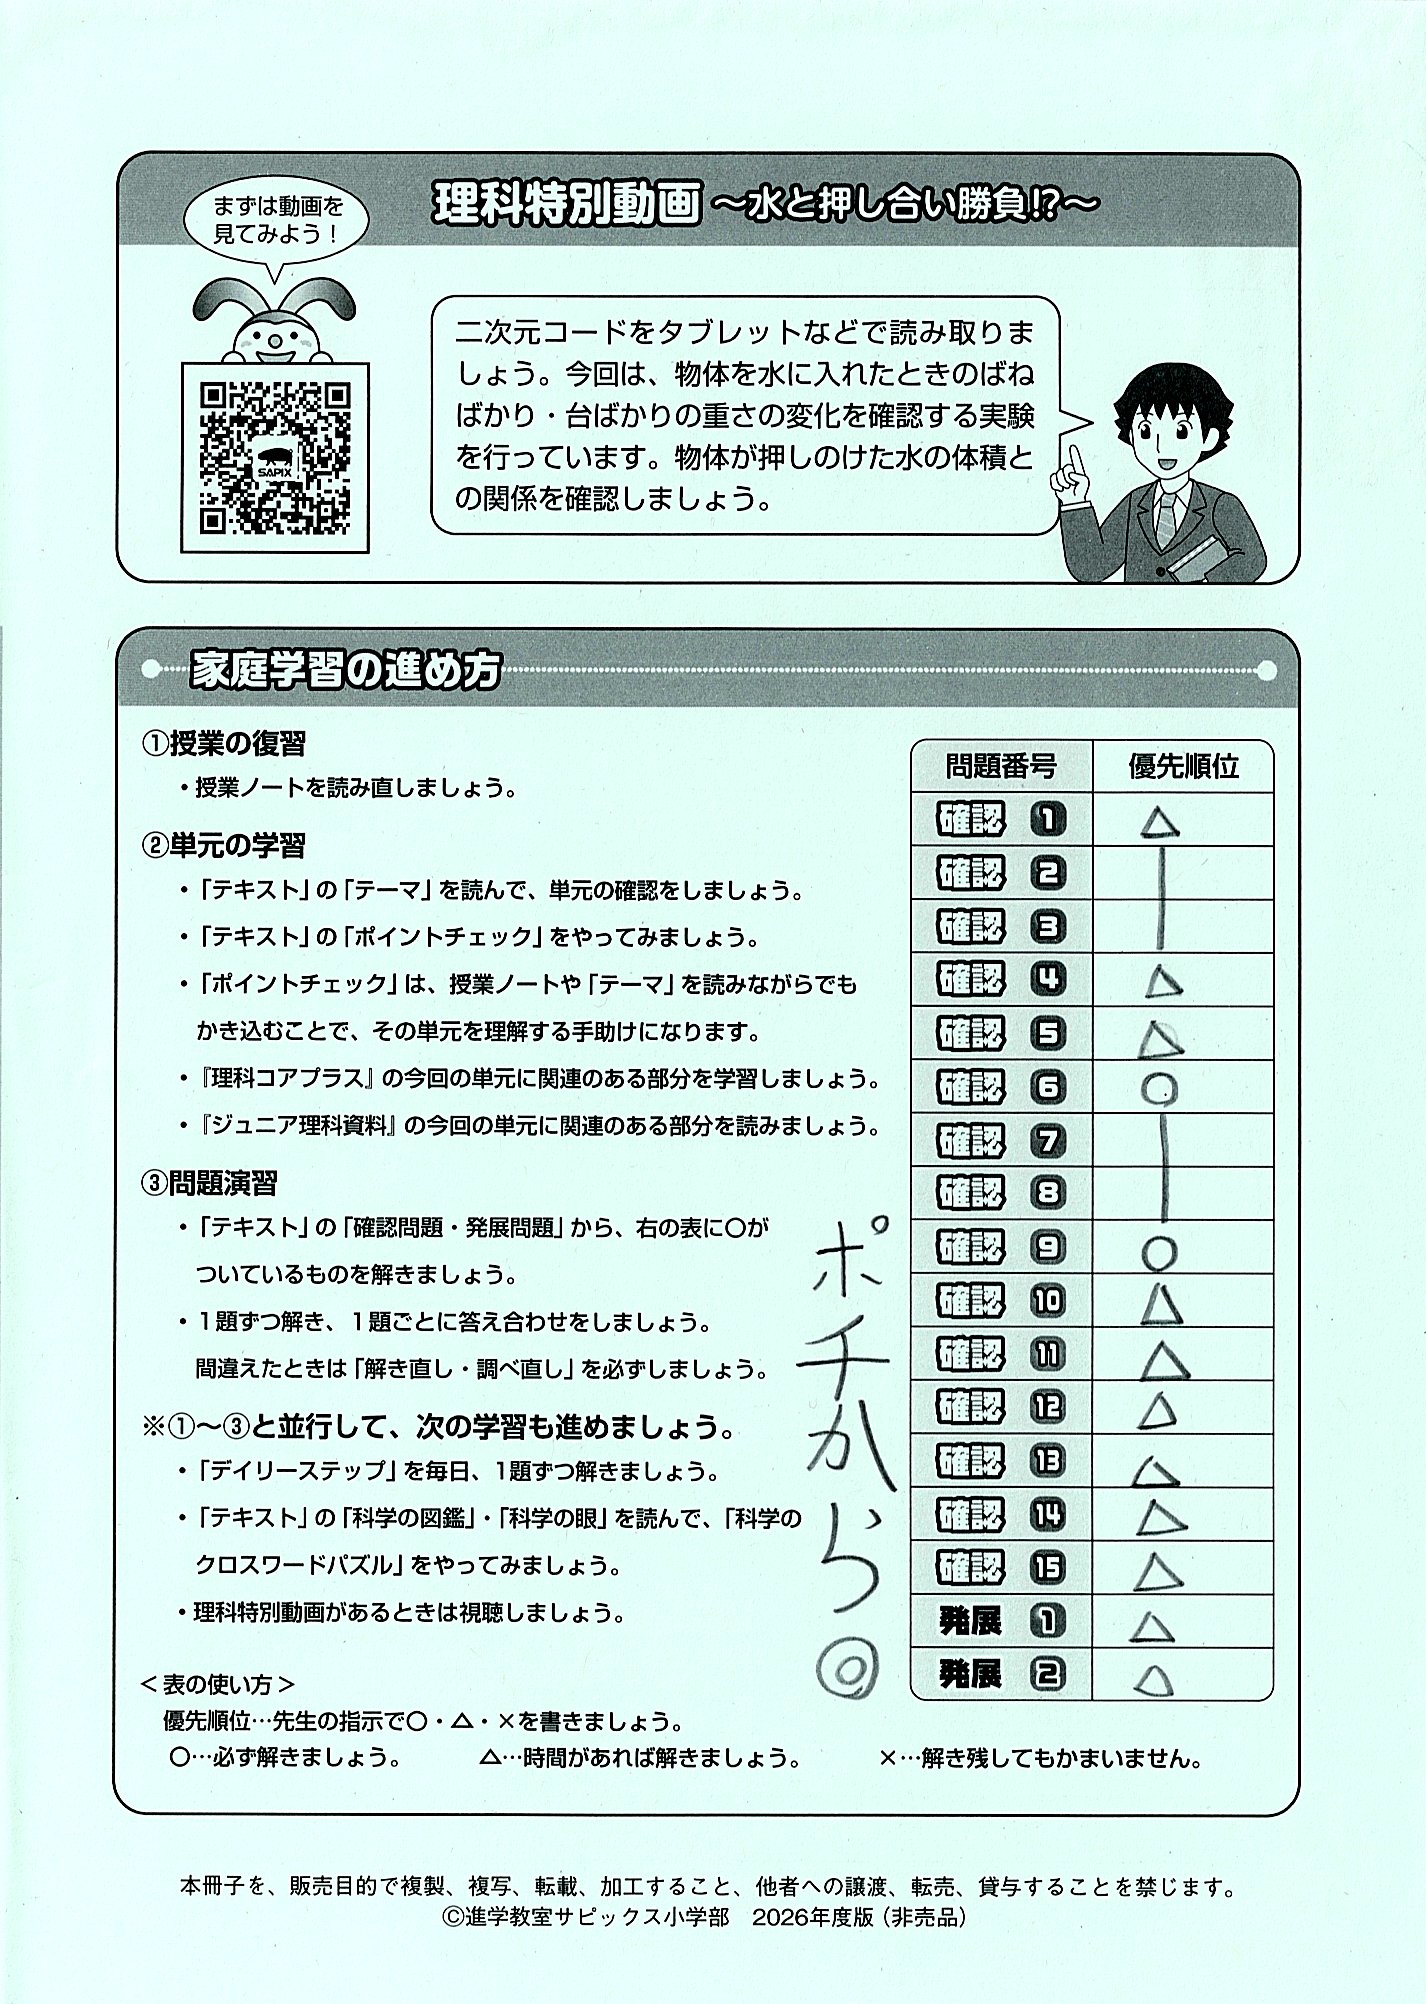 まずは動画を
見てみよう！
理科特別動画 ～水と押し合い勝負!?～
SAPIX
二次元コードをタブレットなどで読み取りま
しょう。今回は、物体を水に入れたときのばね
ばかり・台ばかりの重さの変化を確認する実験
を行っています。物体が押しのけた水の体積と
の関係を確認しましょう。
家庭学習の進め方
①授業の復習
・授業ノートを読み直しましょう。
②単元の学習
・「テキスト」の「テーマ」を読んで、単元の確認をしましょう。
・「テキスト」の「ポイントチェック」をやってみましょう。
・「ポイントチェック」は、授業ノートや「テーマ」を読みながらでも
かき込むことで、その単元を理解する手助けになります。
・『理科コアプラス』の今回の単元に関連のある部分を学習しましょう。
・『ジュニア理科資料』の今回の単元に関連のある部分を読みましょう。
③問題演習
・「テキスト」の「確認問題・発展問題」から、右の表に〇が
ついているものを解きましょう。
・１題ずつ解き、１題ごとに答え合わせをしましょう。
間違えたときは「解き直し・調べ直し」を必ずしましょう。
※①～③と並行して、次の学習も進めましょう。
・「デイリーステップ」を毎日、1題ずつ解きましょう。
・「テキスト」の「科学の図鑑」・「科学の眼」を読んで、「科学の
クロスワードパズル」をやってみましょう。
・理科特別動画があるときは視聴しましょう。
ポチから◎
問題番号 優先順位
確認 1 △
確認 2 |
確認 3 |
確認 4 △
確認 5 △
確認 6 〇
確認 7 |
確認 8 |
確認 9 〇
確認 10 △
確認 11 △
確認 12 △
確認 13 △
確認 14 △
確認 15 △
発展 1 △
発展 2 △
＜表の使い方＞
優先順位…先生の指示で〇・△・×を書きましょう。
〇…必ず解きましょう。 △…時間があれば解きましょう。 ×…解き残してもかまいません。
本冊子を、販売目的で複製、複写、転載、加工すること、他者への譲渡、転売、貸与することを禁じます。
©進学教室サピックス小学部 2026年度版（非売品）